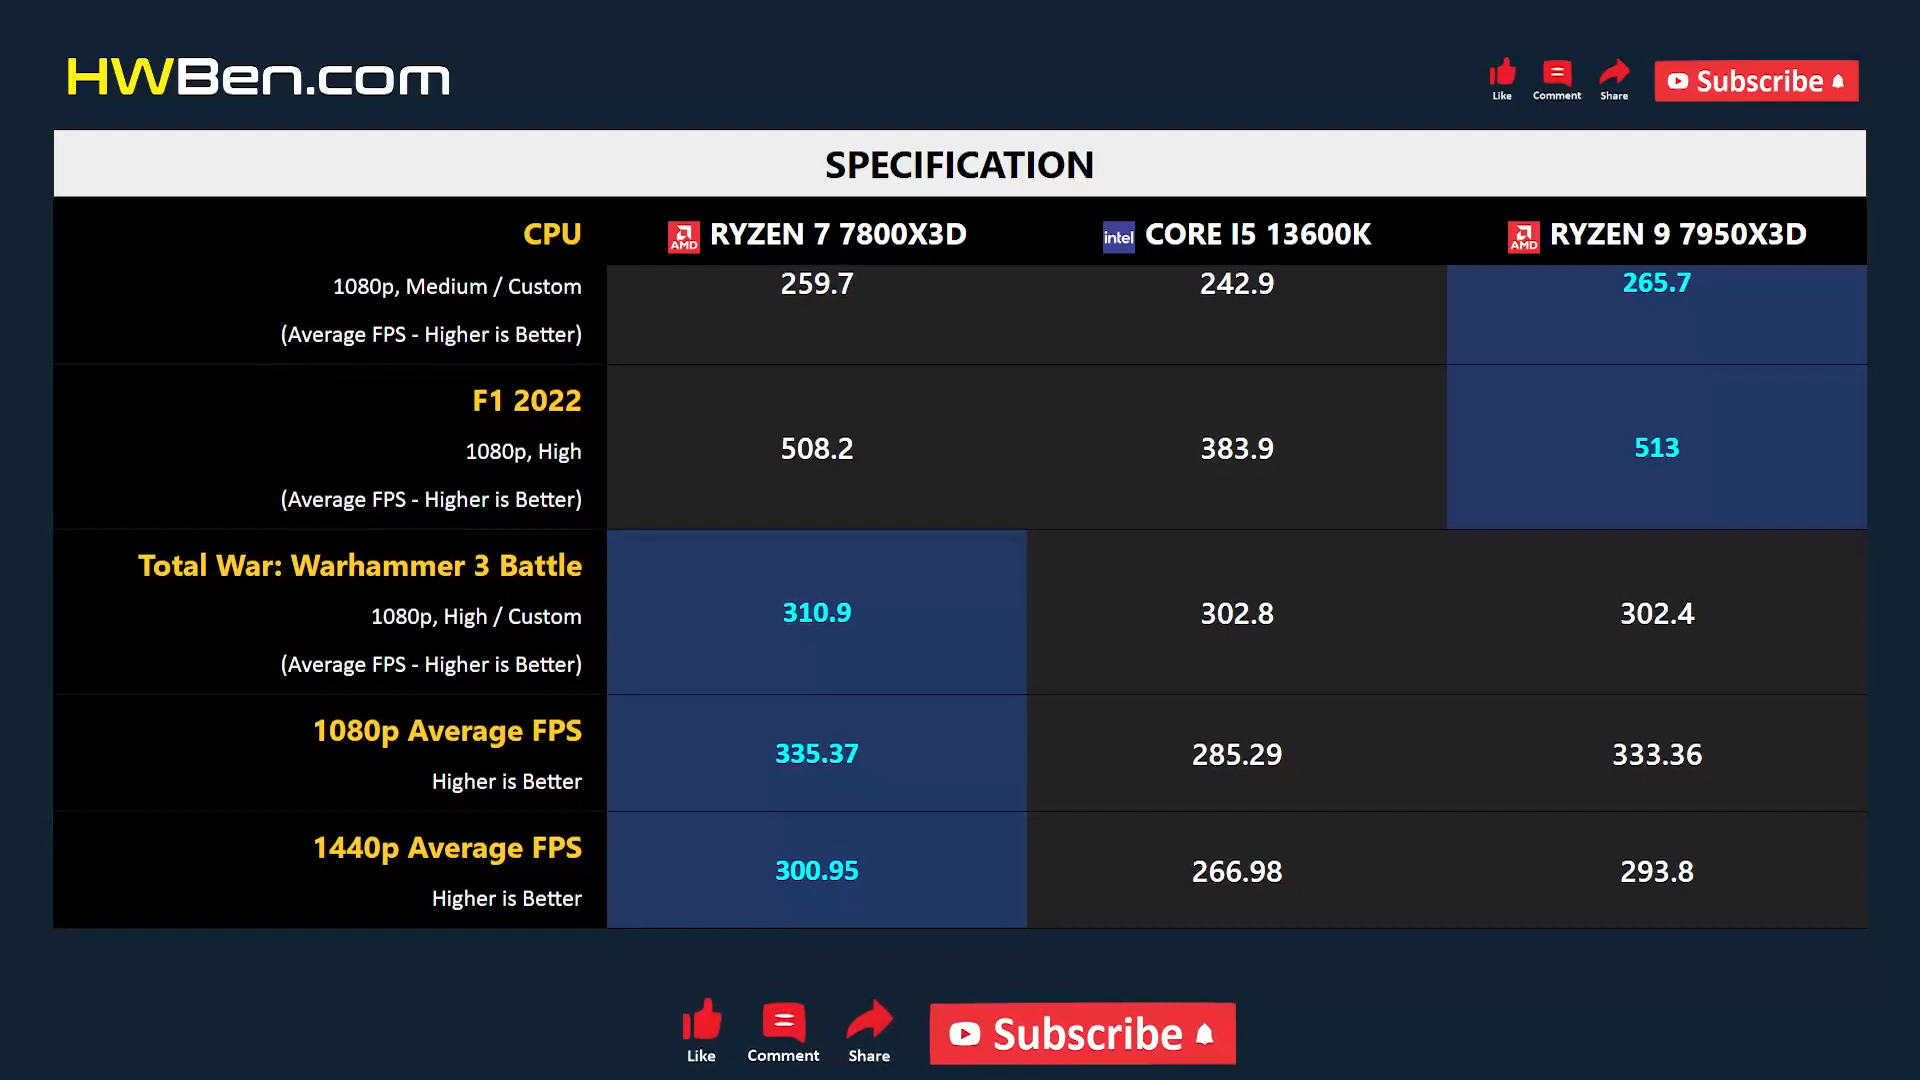 HWBen.com
Like Comment Share Subscribe
SPECIFICATION
CPU AMD RYZEN 7 7800X3D intel CORE I5 13600K AMD RYZEN 9 7950X3D
1080p, Medium / Custom 259.7 242.9 265.7
(Average FPS - Higher is Better)
F1 2022
1080p, High 508.2 383.9 513
(Average FPS - Higher is Better)
Total War: Warhammer 3 Battle
1080p, High / Custom 310.9 302.8 302.4
(Average FPS - Higher is Better)
1080p Average FPS 335.37 285.29 333.36
Higher is Better
1440p Average FPS 300.95 266.98 293.8
Higher is Better
Like Comment Share Subscribe